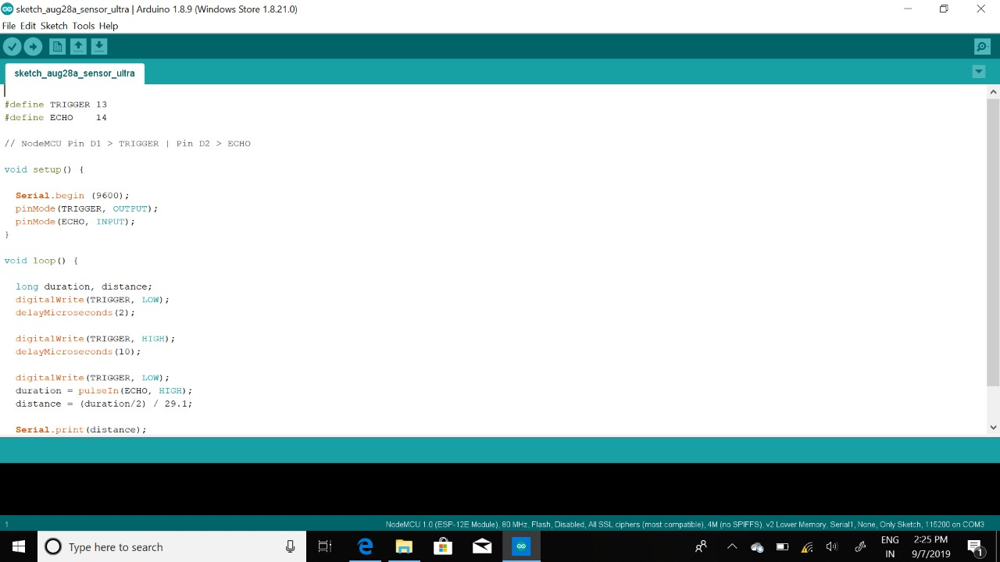 sketch_aug28a_sensor_ultra | Arduino 1.8.9 (Windows Store 1.8.21.0)
File Edit Sketch Tools Help
sketch_aug28a_sensor_ultra
#define TRIGGER 13
#define ECHO    14
// NodeMCU Pin D1 > TRIGGER | Pin D2 > ECHO
void setup() {
  Serial.begin (9600);
  pinMode(TRIGGER, OUTPUT);
  pinMode(ECHO, INPUT);
}
void loop() {
  long duration, distance;
  digitalWrite(TRIGGER, LOW);
  delayMicroseconds(2);
  digitalWrite(TRIGGER, HIGH);
  delayMicroseconds(10);
  digitalWrite(TRIGGER, LOW);
  duration = pulseIn(ECHO, HIGH);
  distance = (duration/2) / 29.1;
  Serial.print(distance);
1
NodeMCU 1.0 (ESP-12E Module), 80 MHz, Flash, Disabled, All SSL ciphers (most compatible), 4M (no SPIFFS), v2 Lower Memory, Serial1, None, Only Sketch, 115200 on COM3
Type here to search
ENG
IN
2:25 PM
9/7/2019
1